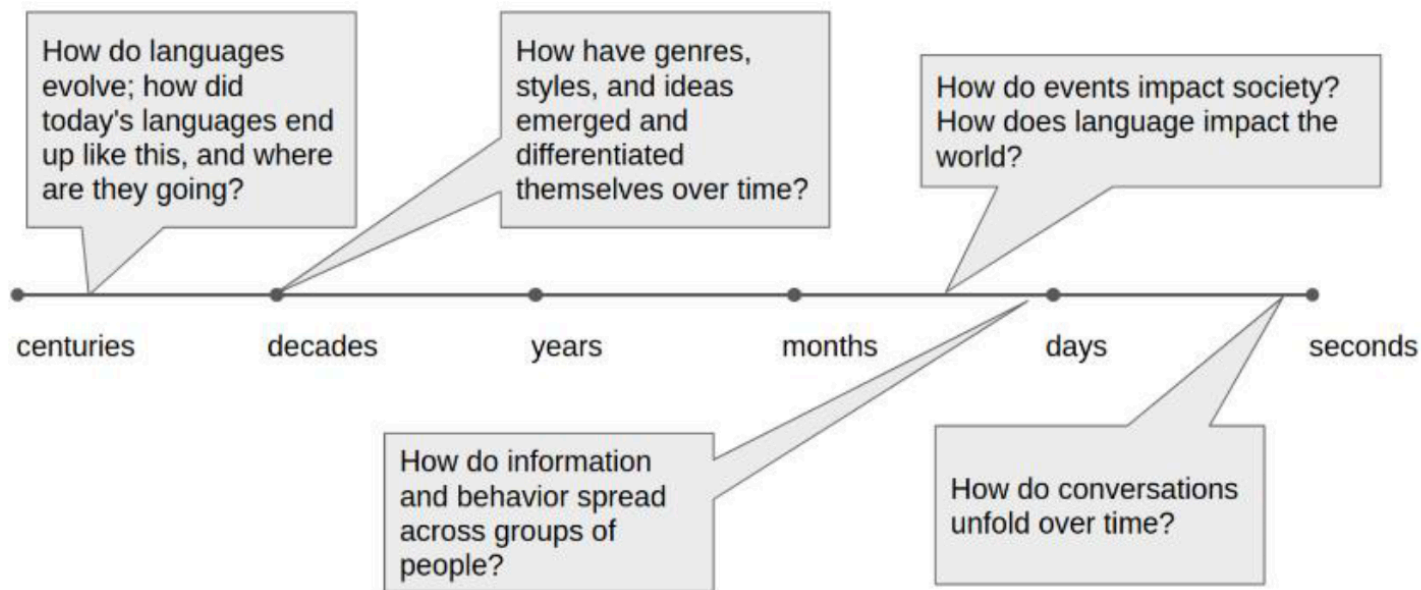 How do languages
evolve; how did
today's languages end
up like this, and where
are they going?
How have genres,
styles, and ideas
emerged and
differentiated
themselves over time?
How do events impact society?
How does language impact the
world?
centuries
decades
years
months
days
seconds
How do information
and behavior spread
across groups of
people?
How do conversations
unfold over time?